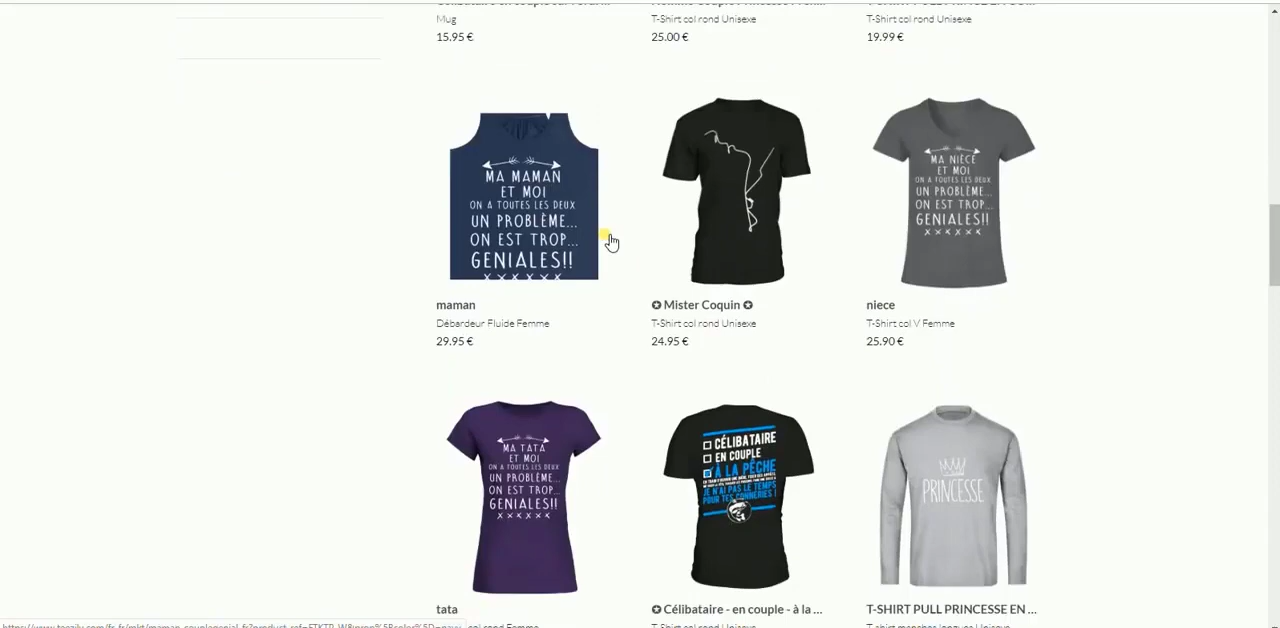 Mug
15.95 €
T-Shirt col rond Unisexe
25.00 €
T-Shirt col rond Unisexe
19.99 €
MA MAMAN
ET MOI
ON A TOUTES LES DEUX
UN PROBLÈME...
ON EST TROP...
GENIALES!!
maman
Débardeur Fluide Femme
29.95 €
✪ Mister Coquin ✪
T-Shirt col rond Unisexe
24.95 €
MA NIÈCE
ET MOI
ON A TOUTES LES DEUX
UN PROBLÈME...
ON EST TROP...
GENIALES!!
niece
T-Shirt col V Femme
25.90 €
MA TATA
ET MOI
ON A TOUTES LES DEUX
UN PROBLÈME...
ON EST TROP...
GENIALES!!
tata
CÉLIBATAIRE
EN COUPLE
À LA PÊCHE
JE N'AI PAS LE TEMPS
POUR TES CONNERIES !
✪ Célibataire - en couple - à la ...
PRINCESSE
T-SHIRT PULL PRINCESSE EN ...